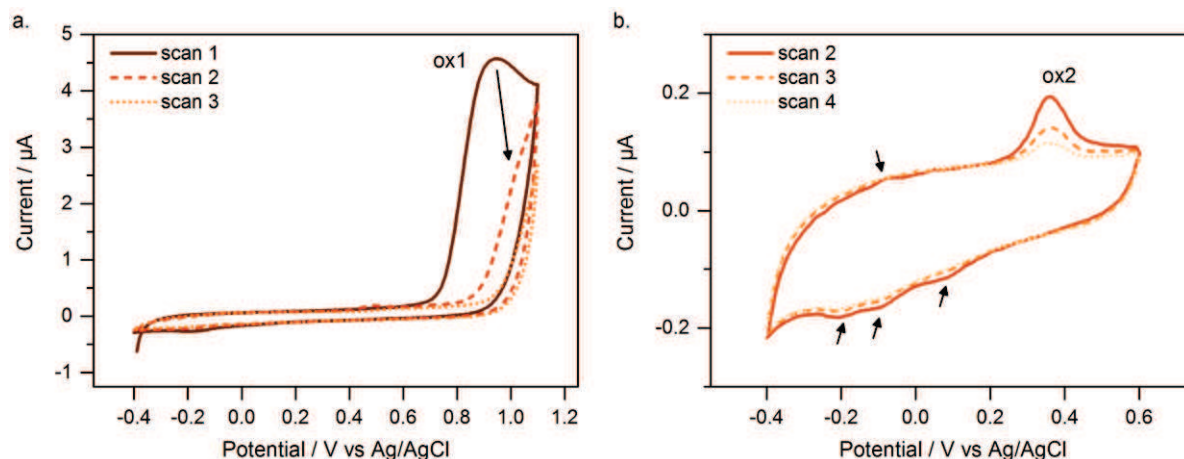 a.
5
4
3
2
1
0
-1
Current / µA
scan 1
scan 2
scan 3
ox1
-0.4 -0.2 0.0 0.2 0.4 0.6 0.8 1.0 1.2
Potential / V vs Ag/AgCl
b.
0.2
0.0
-0.2
Current / µA
scan 2
scan 3
scan 4
ox2
-0.4 -0.2 0.0 0.2 0.4 0.6
Potential / V vs Ag/AgCl